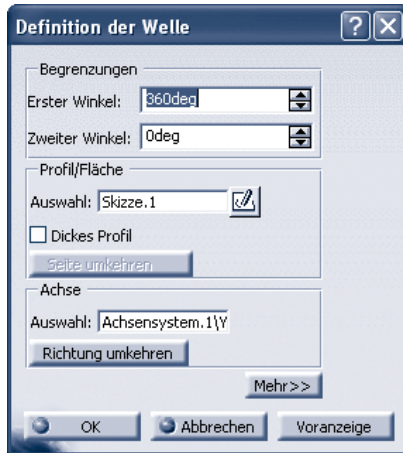 Definition der Welle
Begrenzungen
Erster Winkel: 360deg
Zweiter Winkel: 0deg
Profil/Fläche
Auswahl: Skizze.1
Dickes Profil
Seite umkehren
Achse
Auswahl: Achsensystem.1\Y
Richtung umkehren
Mehr>>
OK Abbrechen Voranzeige